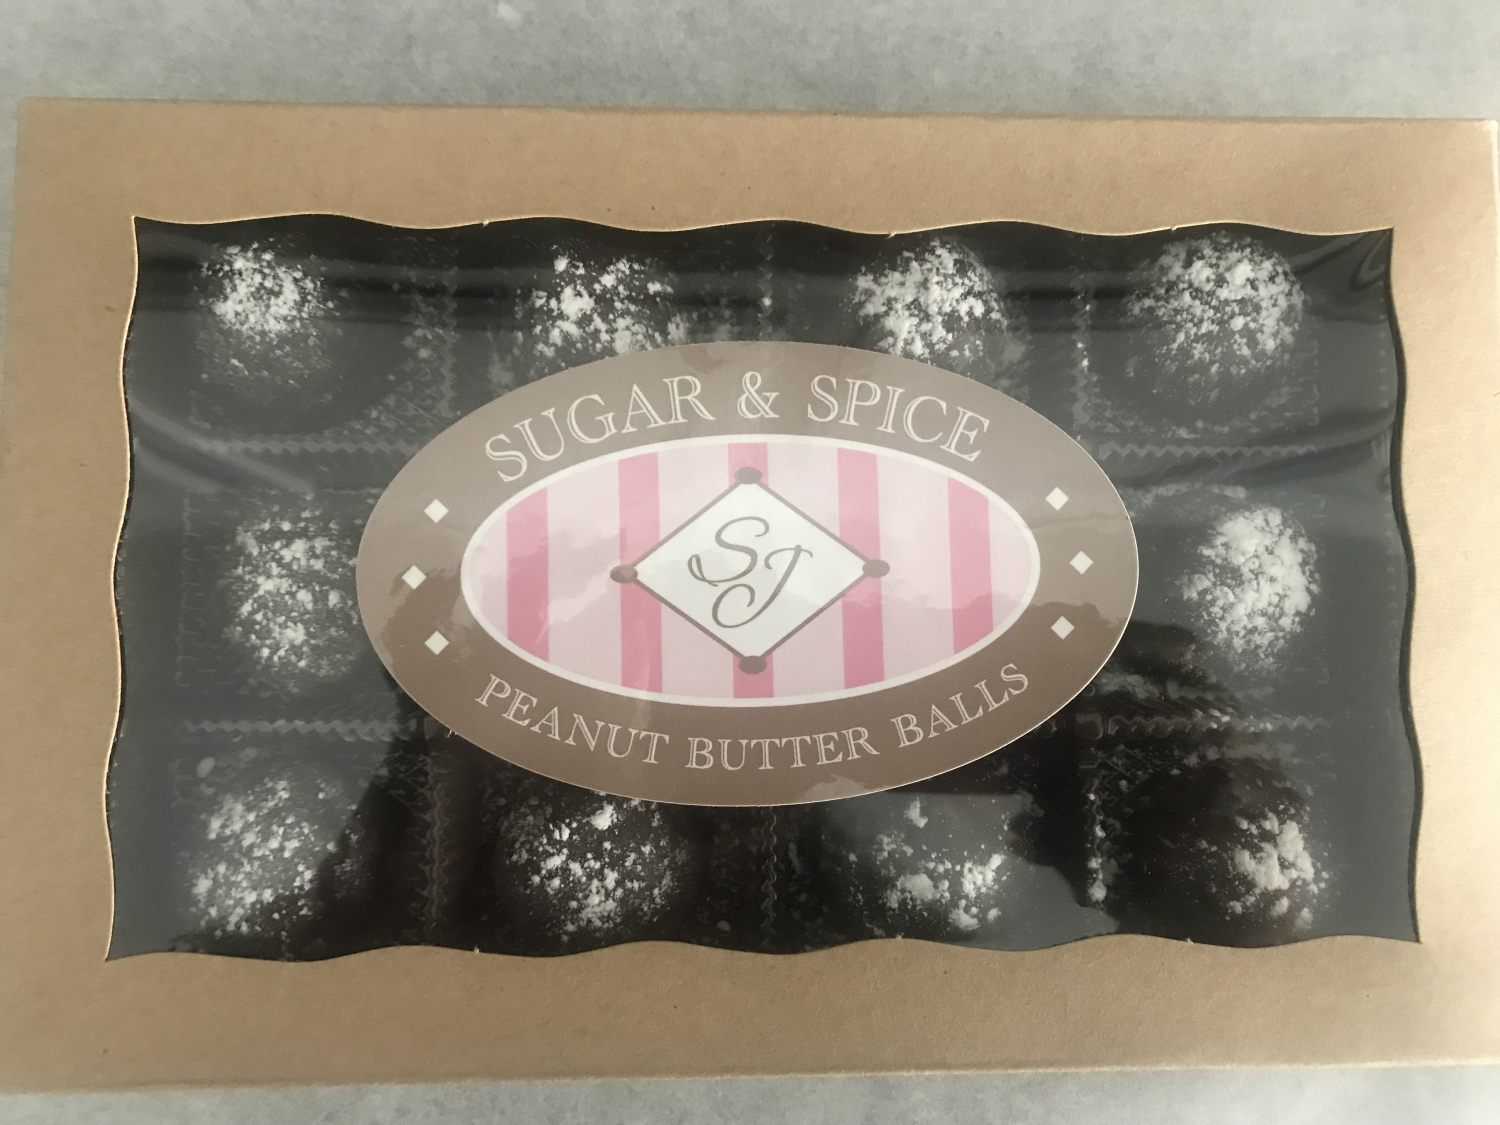 SUGAR & SPICE
SJ
PEANUT BUTTER BALLS